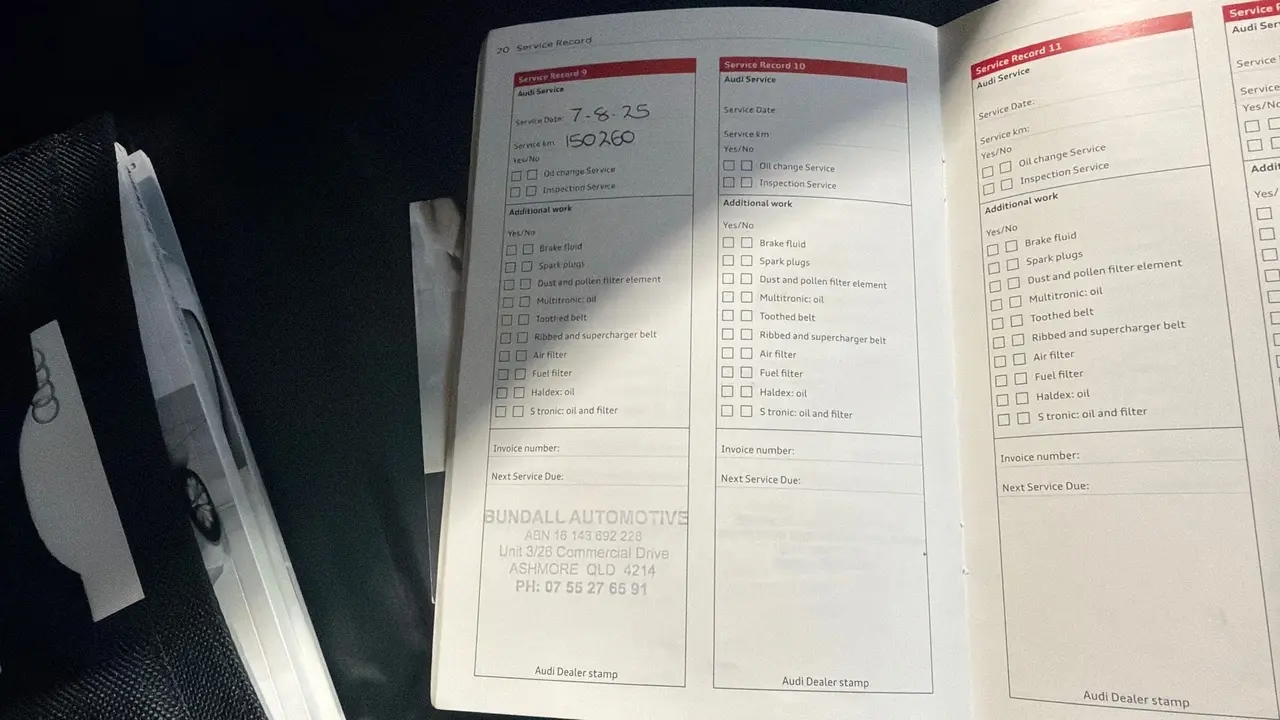 20 Service Record
Service Record 9
Audi Service
Service Date: 7-8-25
Service km: 150260
Yes/No
Oil change Service
Inspection Service
Additional work
Yes/No
Brake fluid
Spark plugs
Dust and pollen filter element
Multitronic: oil
Toothed belt
Ribbed and supercharger belt
Air filter
Fuel filter
Haldex: oil
S tronic: oil and filter
Invoice number:
Next Service Due:
BUNDALL AUTOMOTIVE
ABN 16 143 692 228
Unit 3/26 Commercial Drive
ASHMORE QLD 4214
PH: 07 55 27 65 91
Audi Dealer stamp
Service Record 10
Audi Service
Service Date
Service km:
Yes/No
Oil change Service
Inspection Service
Additional work
Yes/No
Brake fluid
Spark plugs
Dust and pollen filter element
Multitronic: oil
Toothed belt
Ribbed and supercharger belt
Air filter
Fuel filter
Haldex: oil
S tronic: oil and filter
Invoice number:
Next Service Due:
Audi Dealer stamp
Service Record 11
Audi Service
Service Date:
Service km:
Yes/No
Oil change Service
Inspection Service
Additional work
Yes/No
Brake fluid
Spark plugs
Dust and pollen filter element
Multitronic: oil
Toothed belt
Ribbed and supercharger belt
Air filter
Fuel filter
Haldex: oil
S tronic: oil and filter
Invoice number:
Next Service Due:
Audi Dealer stamp
Service
Audi
Service
Service
Yes/No
Yes/